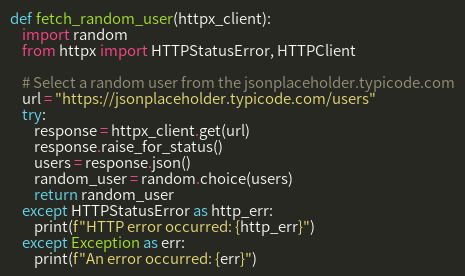 def fetch_random_user(httpx_client):
    import random
    from httpx import HTTPStatusError, HTTPClient

    # Select a random user from the jsonplaceholder.typicode.com
    url = "https://jsonplaceholder.typicode.com/users"
    try:
        response = httpx_client.get(url)
        response.raise_for_status()
        users = response.json()
        random_user = random.choice(users)
        return random_user
    except HTTPStatusError as http_err:
        print(f"HTTP error occurred: {http_err}")
    except Exception as err:
        print(f"An error occurred: {err}")